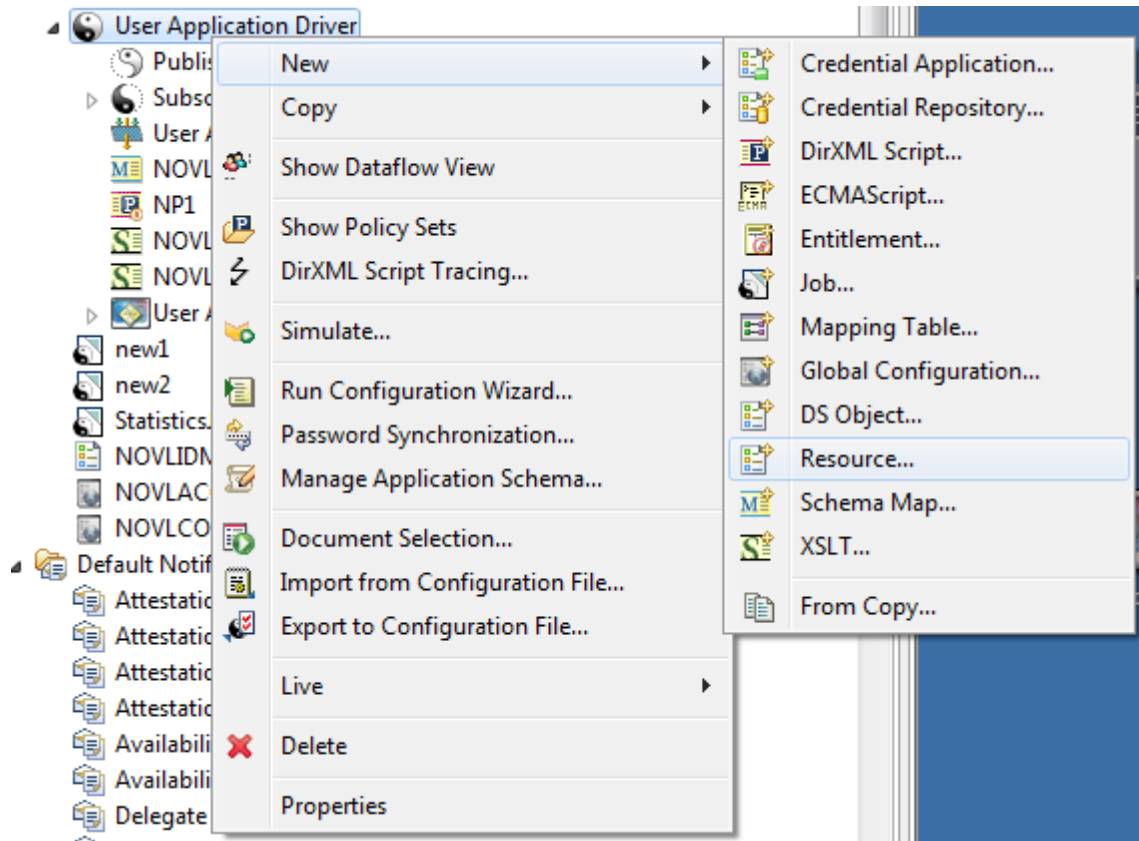 User Application Driver
Publis
Subsc
User A
NOVL
NP1
NOVL
NOVL
User A
new1
new2
Statistics.
NOVLIDM
NOVLAC
NOVLCO
Default Notif
Attestatic
Attestatic
Attestatic
Attestatic
Availabili
Availabili
Delegate
New
Copy
Show Dataflow View
Show Policy Sets
DirXML Script Tracing...
Simulate...
Run Configuration Wizard...
Password Synchronization...
Manage Application Schema...
Document Selection...
Import from Configuration File...
Export to Configuration File...
Live
Delete
Properties
Credential Application...
Credential Repository...
DirXML Script...
ECMAScript...
Entitlement...
Job...
Mapping Table...
Global Configuration...
DS Object...
Resource...
Schema Map...
XSLT...
From Copy...